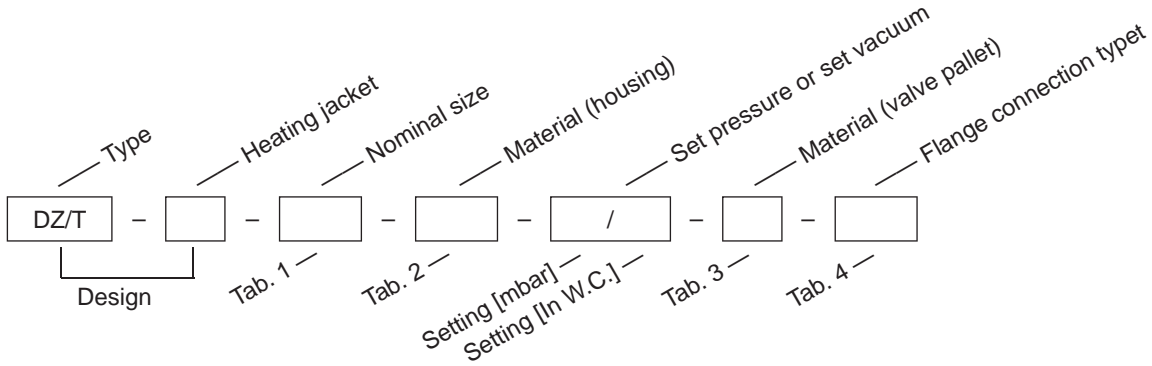 Type
Heating jacket
Nominal size
Material (housing)
Set pressure or set vacuum
Material (valve pallet)
Flange connection typet
DZ/T – – – – / – –
Design
Tab. 1
Tab. 2
Setting [mbar]
Setting [In W.C.]
Tab. 3
Tab. 4